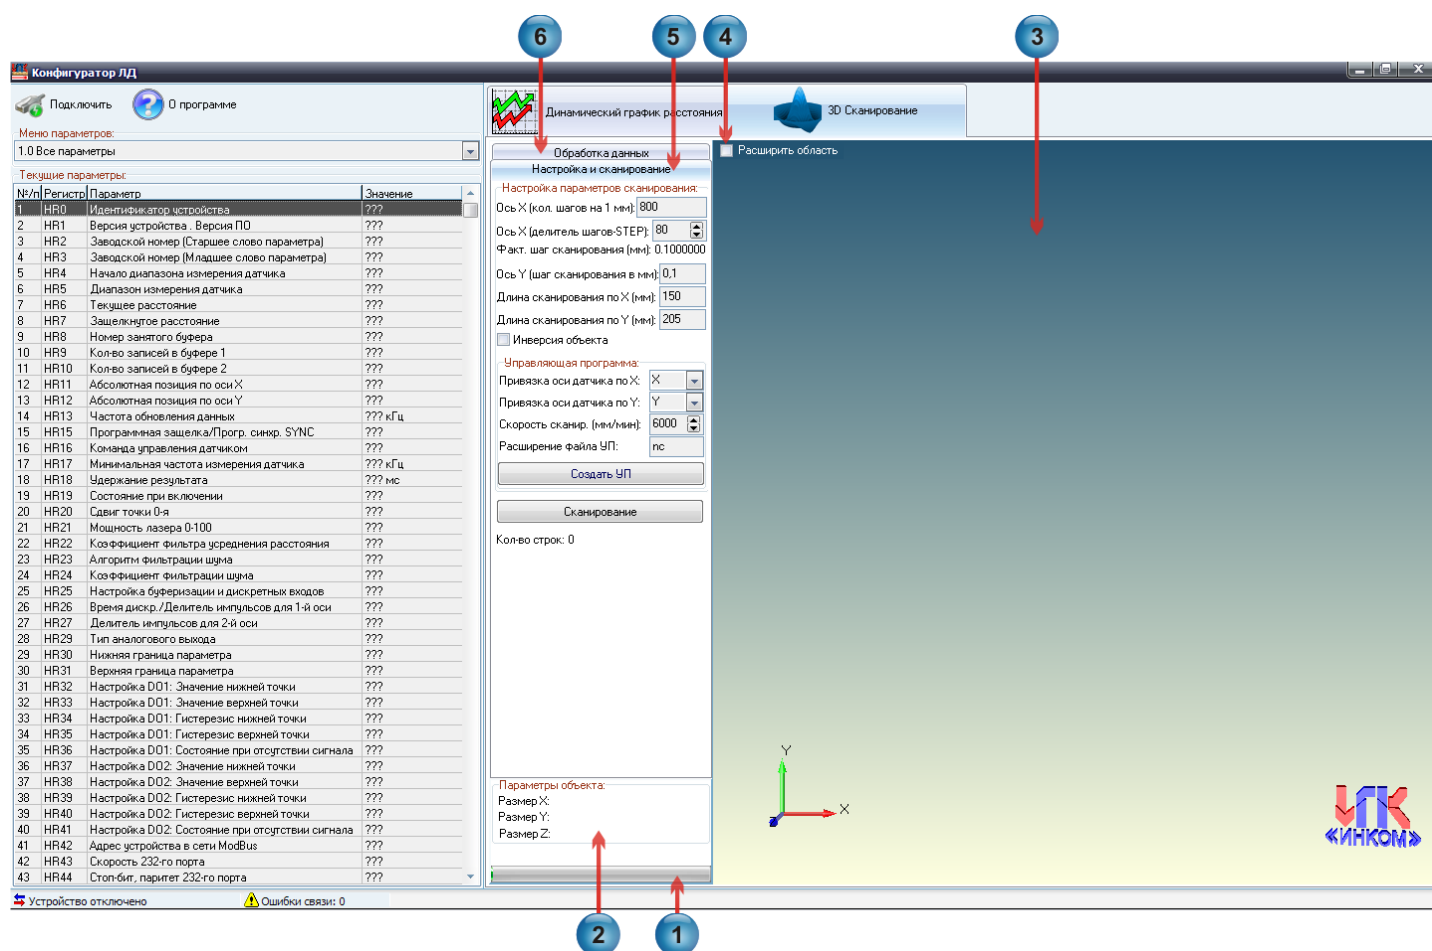 6
5
4
3
Конфигуратор ЛД
Подключить
О программе
Меню параметров:
1.0 Все параметры
Текущие параметры:
№/п Регистр Параметр Значение
1 HR0 Идентификатор устройства ???
2 HR1 Версия устройства . Версия ПО ???
3 HR2 Заводской номер (Старшее слово параметра) ???
4 HR3 Заводской номер (Младшее слово параметра) ???
5 HR4 Начало диапазона измерения датчика ???
6 HR5 Диапазон измерения датчика ???
7 HR6 Текущее расстояние ???
8 HR7 Защелкнутое расстояние ???
9 HR8 Номер занятого буфера ???
10 HR9 Кол-во записей в буфере 1 ???
11 HR10 Кол-во записей в буфере 2 ???
12 HR11 Абсолютная позиция по оси X ???
13 HR12 Абсолютная позиция по оси Y ???
14 HR13 Частота обновления данных ??? кГц
15 HR15 Программная защелка/Прогр. синхр. SYNC ???
16 HR16 Команда управления датчиком ???
17 HR17 Минимальная частота измерения датчика ??? кГц
18 HR18 Удержание результата ??? мс
19 HR19 Состояние при включении ???
20 HR20 Сдвиг точки 0-я ???
21 HR21 Мощность лазера 0-100 ???
22 HR22 Коэффициент фильтра усреднения расстояния ???
23 HR23 Алгоритм фильтрации шума ???
24 HR24 Коэффициент фильтрации шума ???
25 HR25 Настройка буферизации и дискретных входов ???
26 HR26 Время дискр./Делитель импульсов для 1-й оси ???
27 HR27 Делитель импульсов для 2-й оси ???
28 HR29 Тип аналогового выхода ???
29 HR30 Нижняя граница параметра ???
30 HR31 Верхняя граница параметра ???
31 HR32 Настройка DO1: Значение нижней точки ???
32 HR33 Настройка DO1: Значение верхней точки ???
33 HR34 Настройка DO1: Гистерезис нижней точки ???
34 HR35 Настройка DO1: Гистерезис верхней точки ???
35 HR36 Настройка DO1: Состояние при отсутствии сигнала ???
36 HR37 Настройка DO2: Значение нижней точки ???
37 HR38 Настройка DO2: Значение верхней точки ???
38 HR39 Настройка DO2: Гистерезис нижней точки ???
39 HR40 Настройка DO2: Гистерезис верхней точки ???
40 HR41 Настройка DO2: Состояние при отсутствии сигнала ???
41 HR42 Адрес устройства в сети ModBus ???
42 HR43 Скорость 232-го порта ???
43 HR44 Стоп-бит, паритет 232-го порта ???
Устройство отключено
Ошибки связи: 0
Динамический график расстояния
3D Сканирование
Обработка данных
Настройка и сканирование
Настройка параметров сканирования:
Ось X (кол. шагов на 1 мм): 800
Ось X (делитель шагов-STEP): 80
Факт. шаг сканирования (мм): 0.1000000
Ось Y (шаг сканирования в мм): 0,1
Длина сканирования по X (мм): 150
Длина сканирования по Y (мм): 205
Инверсия объекта
Управляющая программа:
Привязка оси датчика по X: X
Привязка оси датчика по Y: Y
Скорость сканир. (мм/мин): 6000
Расширение файла УП: nc
Создать УП
Сканирование
Кол-во строк: 0
Параметры объекта:
Размер X:
Размер Y:
Размер Z:
Расширить область
Y
X
ИПК
«ИНКОМ»
2
1